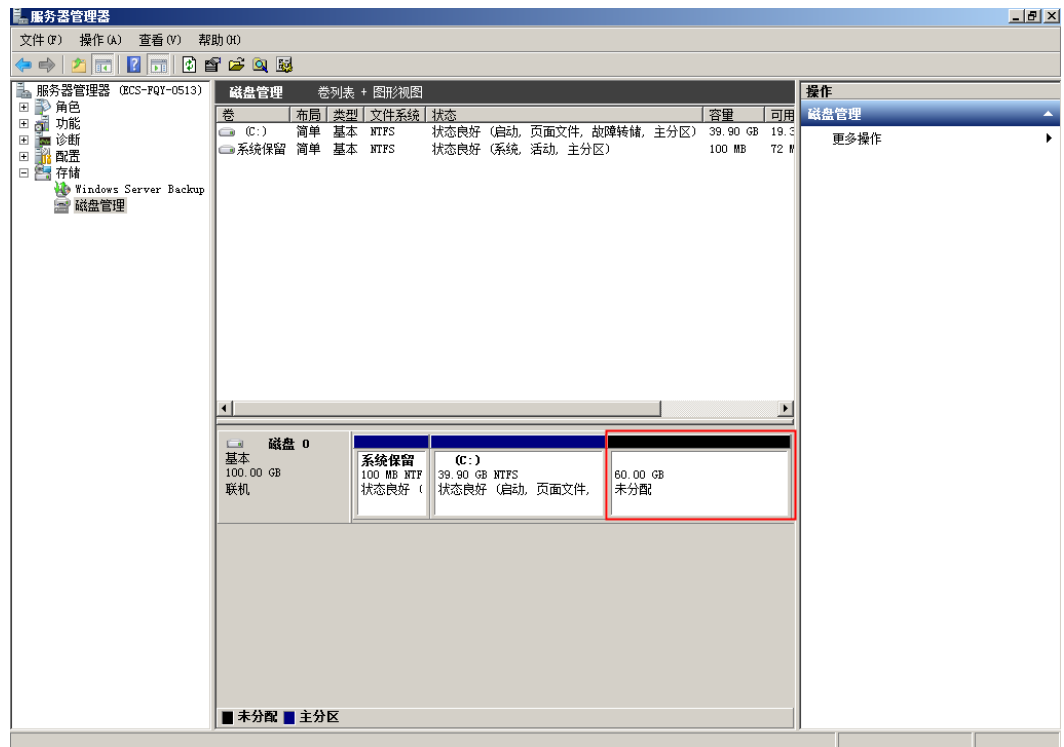 服务器管理器
文件(F) 操作(A) 查看(V) 帮助(H)
服务器管理器 (ECS-FQY-0513)
角色
功能
诊断
配置
存储
Windows Server Backup
磁盘管理
磁盘管理 卷列表 + 图形视图
卷 布局 类型 文件系统 状态 容量 可用
(C:) 简单 基本 NTFS 状态良好 (启动, 页面文件, 故障转储, 主分区) 39.90 GB 19.3
系统保留 简单 基本 NTFS 状态良好 (系统, 活动, 主分区) 100 MB 72 M
磁盘 0
基本
100.00 GB
联机
系统保留
100 MB NTF
状态良好 (
(C:)
39.90 GB NTFS
状态良好 (启动, 页面文件,
60.00 GB
未分配
未分配 主分区
操作
磁盘管理
更多操作